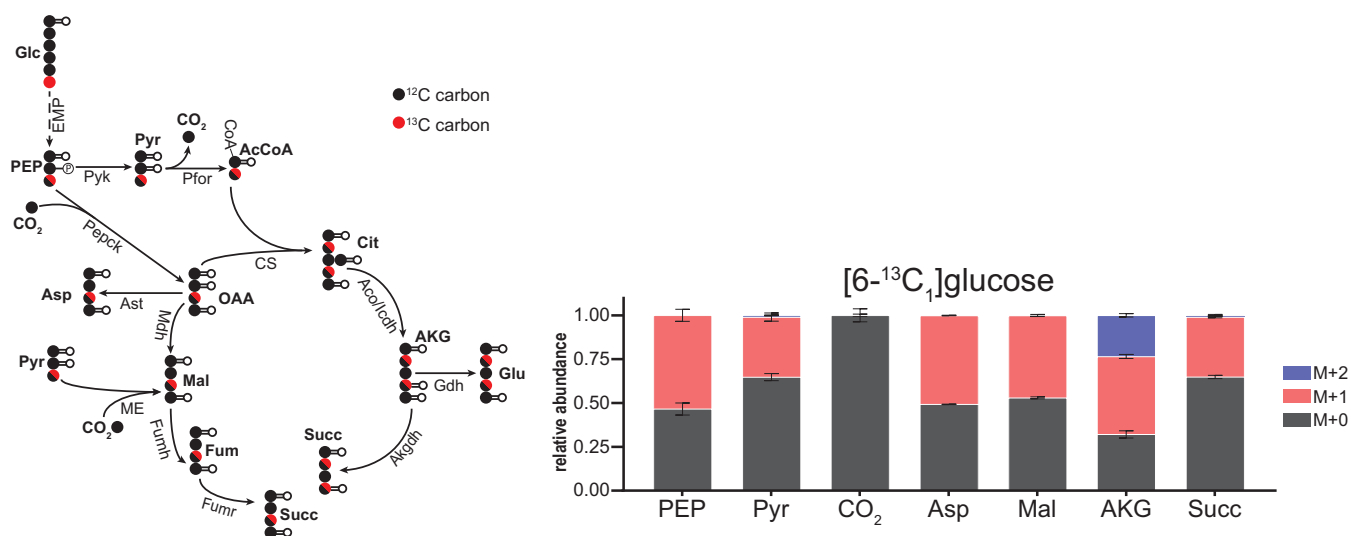 Glc
EMP
¹²C carbon
¹³C carbon
CO₂
Pyr
CoA
AcCoA
PEP
P
Pyk
Pfor
CO₂
Pepck
Cit
CS
Asp
Ast
OAA
Aco/Icdh
Mdh
AKG
Pyr
Mal
Gdh
Glu
ME
CO₂
Fumh
Fum
Succ
Akgdh
Fumr
Succ
[6-¹³C₁]glucose
relative abundance
1.00
0.75
0.50
0.25
0.00
PEP Pyr CO₂ Asp Mal AKG Succ
M+2
M+1
M+0